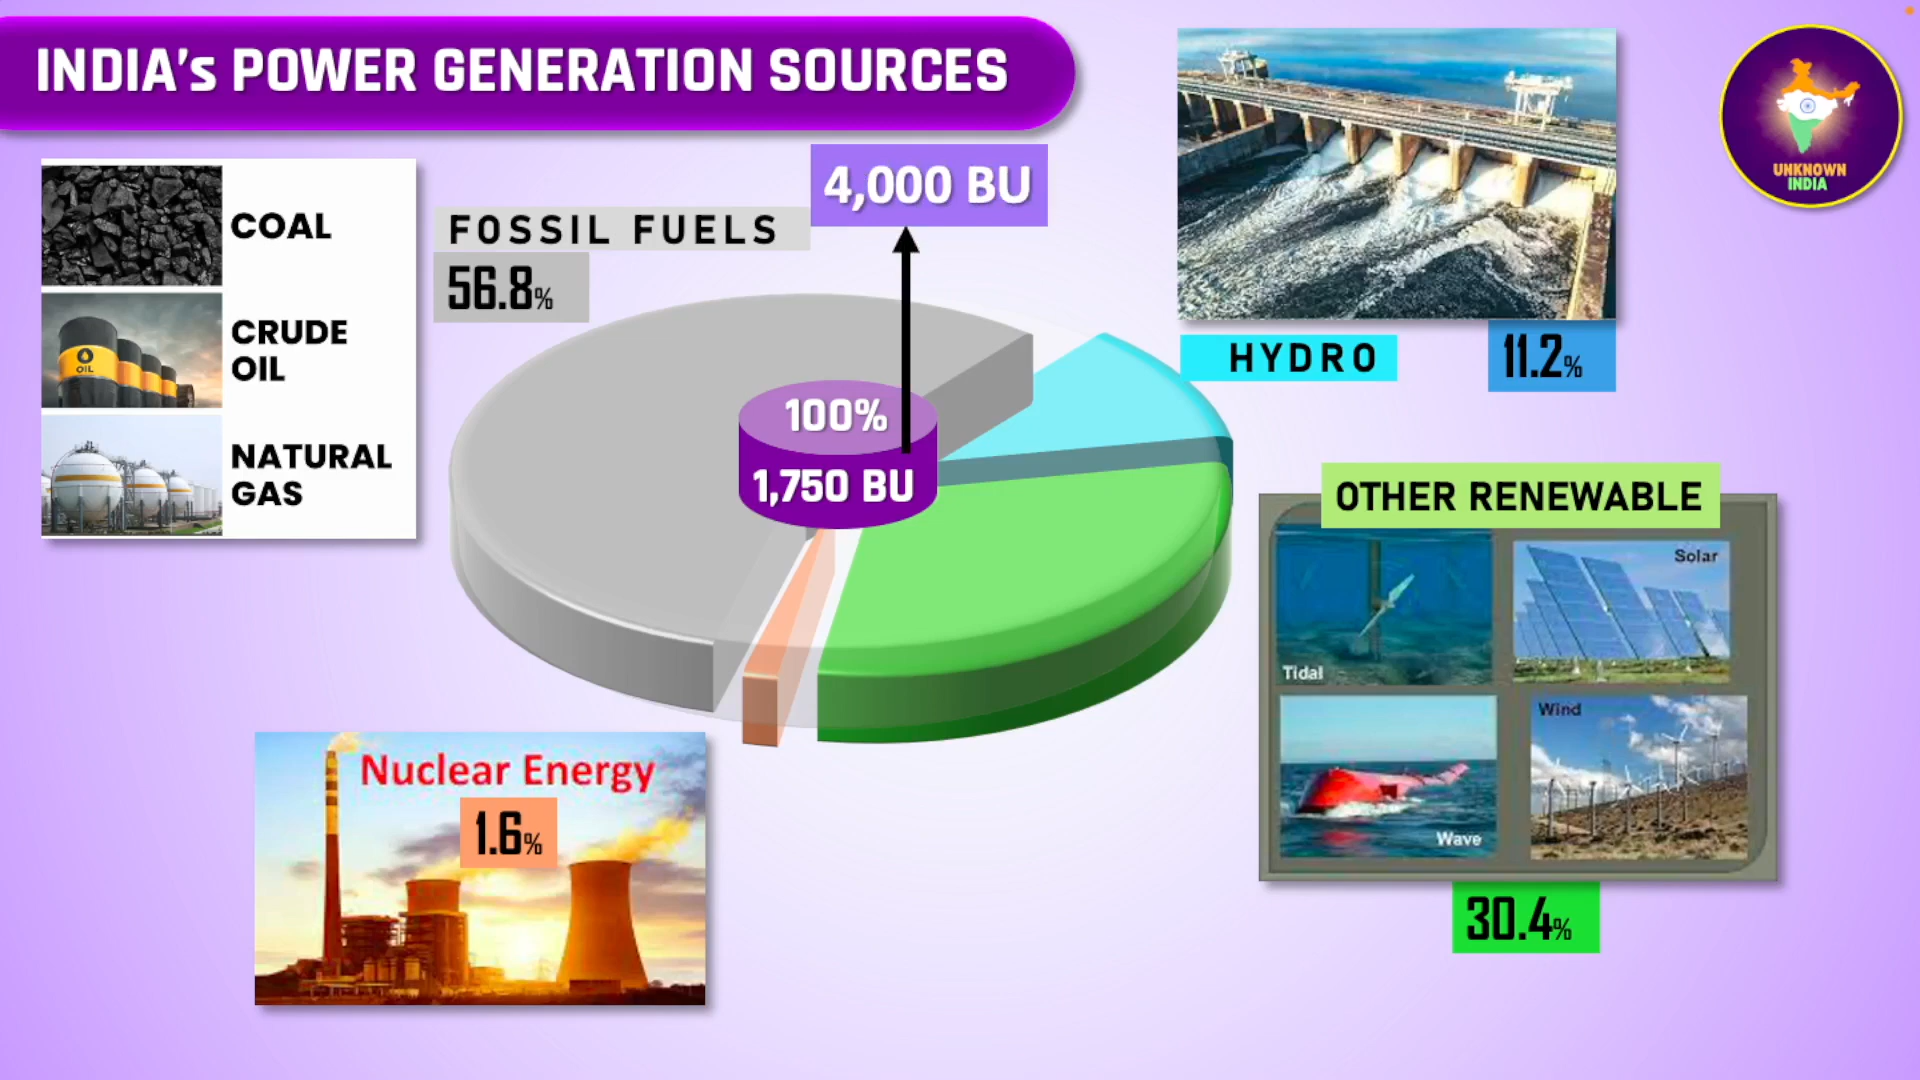 INDIA's POWER GENERATION SOURCES
UNKNOWN
INDIA
COAL
CRUDE
OIL
OIL
NATURAL
GAS
FOSSIL FUELS
56.8%
4,000 BU
100%
1,750 BU
HYDRO
11.2%
OTHER RENEWABLE
Tidal
Solar
Wave
Wind
30.4%
Nuclear Energy
1.6%